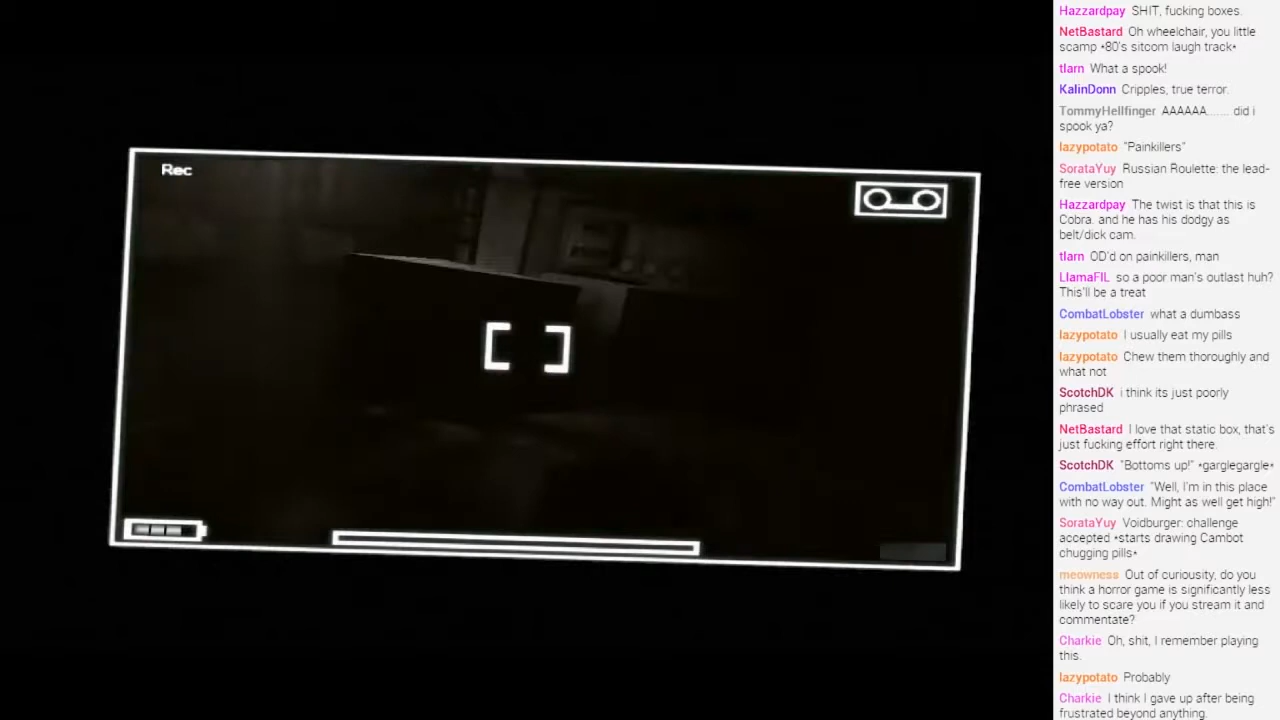 Rec
Hazzardpay SHIT, fucking boxes.
NetBastard Oh wheelchair, you little
scamp *80's sitcom laugh track*
tlarn What a spook!
KalinDonn Cripples, true terror.
TommyHellfinger AAAAAA....... did i
spook ya?
lazypotato "Painkillers"
SorataYuy Russian Roulette: the lead-
free version
Hazzardpay The twist is that this is
Cobra. and he has his dodgy as
belt/dick cam.
tlarn OD'd on painkillers, man
LlamaFIL so a poor man's outlast huh?
This'll be a treat
CombatLobster what a dumbass
lazypotato I usually eat my pills
lazypotato Chew them thoroughly and
what not
ScotchDK i think its just poorly
phrased
NetBastard I love that static box, that's
just fucking effort right there.
ScotchDK "Bottoms up!" *garglegargle*
CombatLobster "Well, I'm in this place
with no way out. Might as well get high!"
SorataYuy Voidburger: challenge
accepted *starts drawing Cambot
chugging pills*
meowness Out of curiousity, do you
think a horror game is significantly less
likely to scare you if you stream it and
commentate?
Charkie Oh, shit, I remember playing
this.
lazypotato Probably
Charkie I think I gave up after being
frustrated beyond anything.